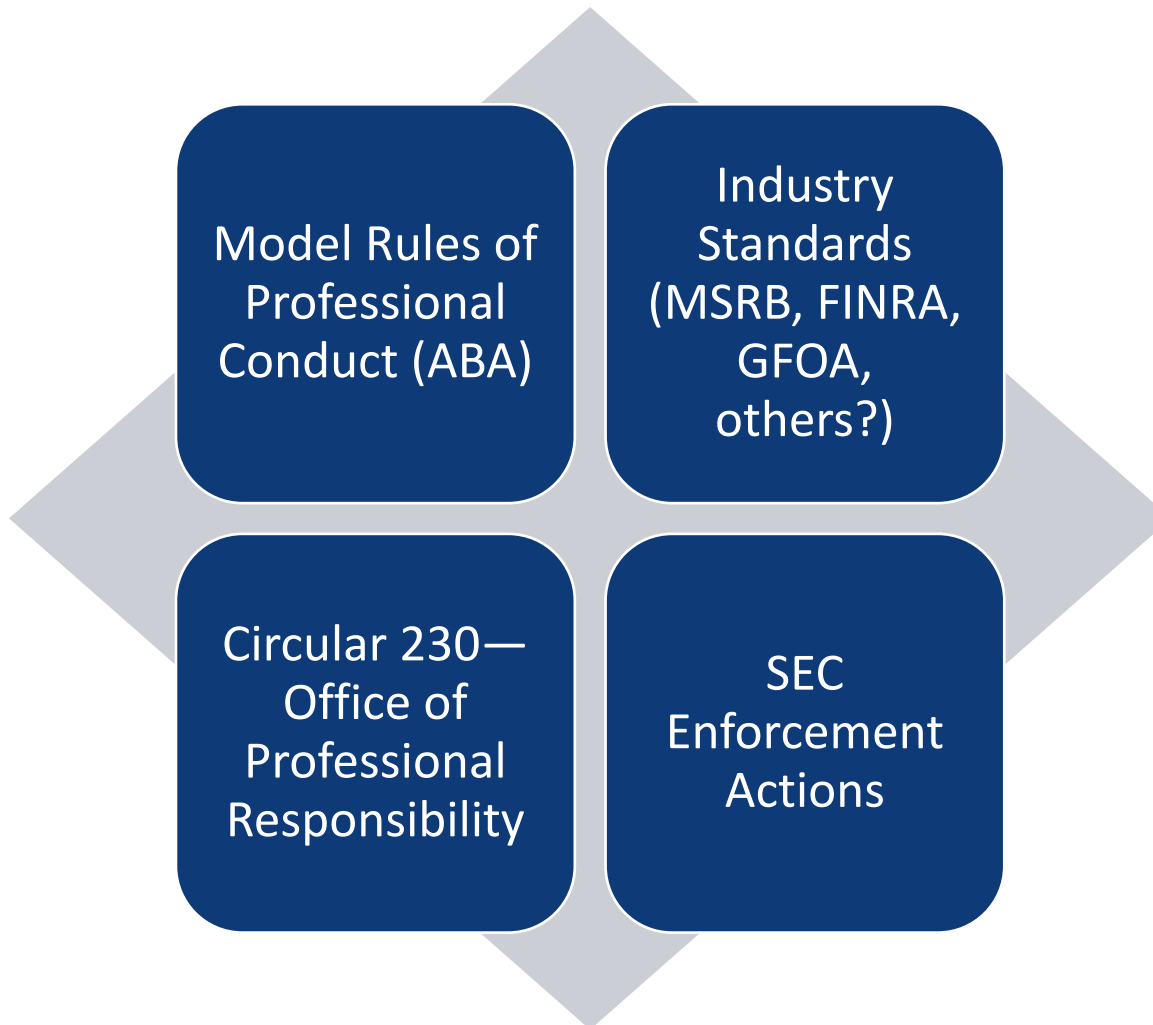 Model Rules of
Professional
Conduct (ABA)
Industry
Standards
(MSRB, FINRA,
GFOA,
others?)
Circular 230—
Office of
Professional
Responsibility
SEC
Enforcement
Actions